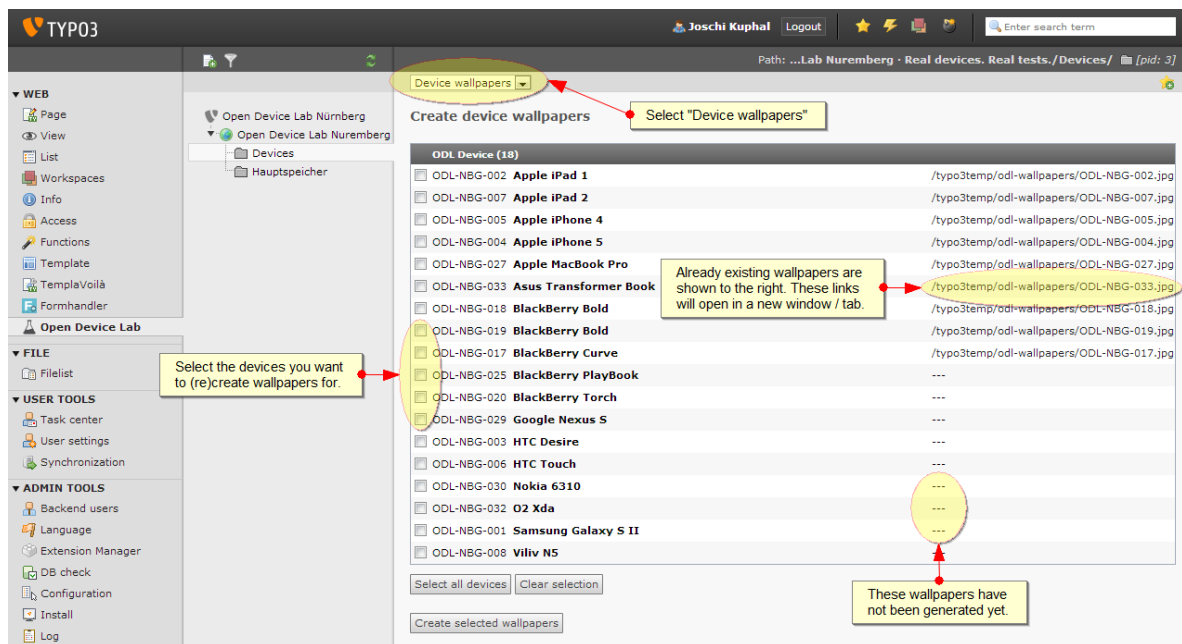 TYPO3
Joschi Kuphal Logout Enter search term
Path: ...Lab Nuremberg · Real devices. Real tests./Devices/ [pid: 3]
WEB
Page
View
List
Workspaces
Info
Access
Functions
Template
TemplaVoilà
Formhandler
Open Device Lab
FILE
Filelist
USER TOOLS
Task center
User settings
Synchronization
ADMIN TOOLS
Backend users
Language
Extension Manager
DB check
Configuration
Install
Log
Open Device Lab Nürnberg
Open Device Lab Nuremberg
Devices
Hauptspeicher
Device wallpapers
Select "Device wallpapers"
Create device wallpapers
ODL Device (18)
ODL-NBG-002 Apple iPad 1 /typo3temp/odl-wallpapers/ODL-NBG-002.jpg
ODL-NBG-007 Apple iPad 2 /typo3temp/odl-wallpapers/ODL-NBG-007.jpg
ODL-NBG-005 Apple iPhone 4 /typo3temp/odl-wallpapers/ODL-NBG-005.jpg
ODL-NBG-004 Apple iPhone 5 /typo3temp/odl-wallpapers/ODL-NBG-004.jpg
ODL-NBG-027 Apple MacBook Pro /typo3temp/odl-wallpapers/ODL-NBG-027.jpg
ODL-NBG-033 Asus Transformer Book /typo3temp/odl-wallpapers/ODL-NBG-033.jpg
ODL-NBG-018 BlackBerry Bold /typo3temp/odl-wallpapers/ODL-NBG-018.jpg
ODL-NBG-019 BlackBerry Bold /typo3temp/odl-wallpapers/ODL-NBG-019.jpg
ODL-NBG-017 BlackBerry Curve /typo3temp/odl-wallpapers/ODL-NBG-017.jpg
ODL-NBG-025 BlackBerry PlayBook ---
ODL-NBG-020 BlackBerry Torch ---
ODL-NBG-029 Google Nexus S ---
ODL-NBG-003 HTC Desire ---
ODL-NBG-006 HTC Touch ---
ODL-NBG-030 Nokia 6310 ---
ODL-NBG-032 O2 Xda ---
ODL-NBG-001 Samsung Galaxy S II ---
ODL-NBG-008 Viliv N5 ---
Already existing wallpapers are
shown to the right. These links
will open in a new window / tab.
Select the devices you want
to (re)create wallpapers for.
Select all devices Clear selection
These wallpapers have
not been generated yet.
Create selected wallpapers